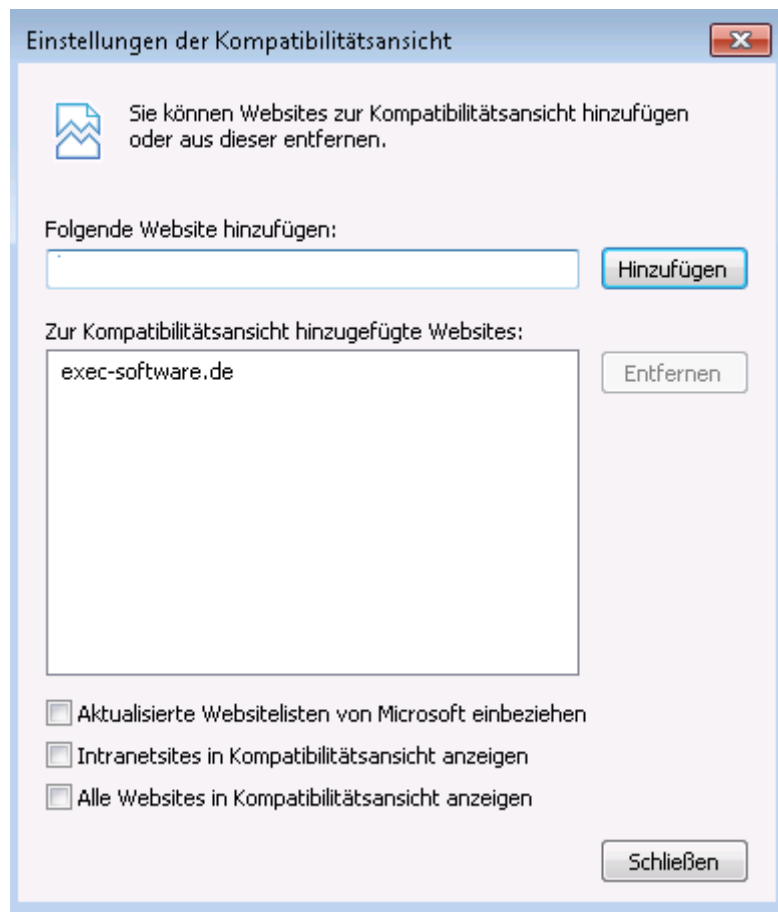 Einstellungen der Kompatibilitätsansicht
Sie können Websites zur Kompatibilitätsansicht hinzufügen
oder aus dieser entfernen.
Folgende Website hinzufügen:
Hinzufügen
Zur Kompatibilitätsansicht hinzugefügte Websites:
exec-software.de
Entfernen
Aktualisierte Websitelisten von Microsoft einbeziehen
Intranetsites in Kompatibilitätsansicht anzeigen
Alle Websites in Kompatibilitätsansicht anzeigen
Schließen